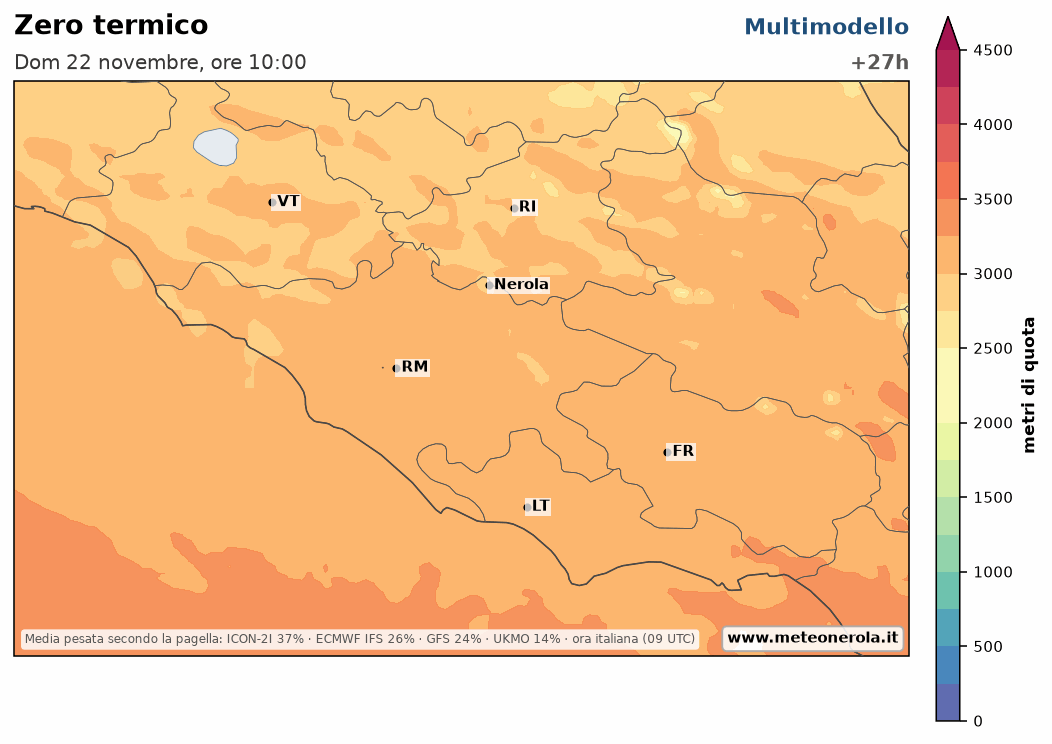 Zero termico
Multimodello
Dom 22 novembre, ore 10:00
+27h
VT
RI
Nerola
RM
FR
LT
Media pesata secondo la pagella: ICON-2I 37% · ECMWF IFS 26% · GFS 24% · UKMO 14% · ora italiana (09 UTC)
www.meteonerola.it
4500
4000
3500
3000
2500
2000
1500
1000
500
0
metri di quota